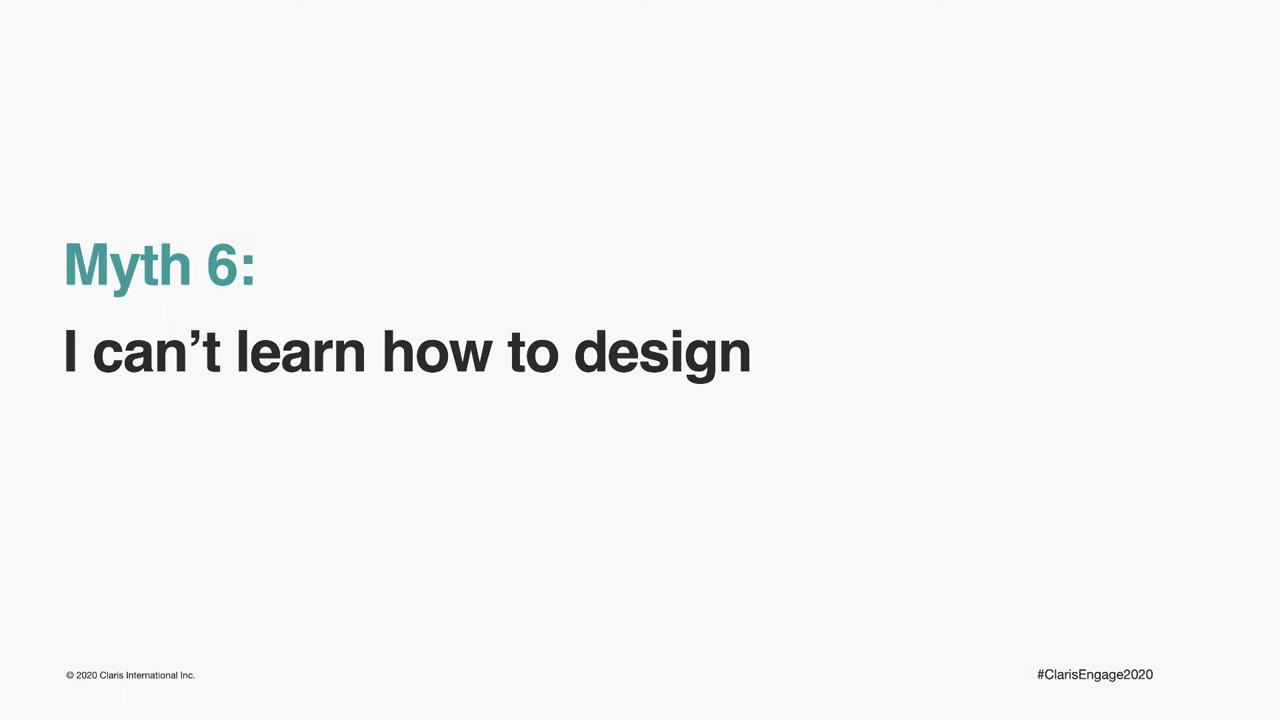 Myth 6:
I can’t learn how to design
© 2020 Claris International Inc.
#ClarisEngage2020